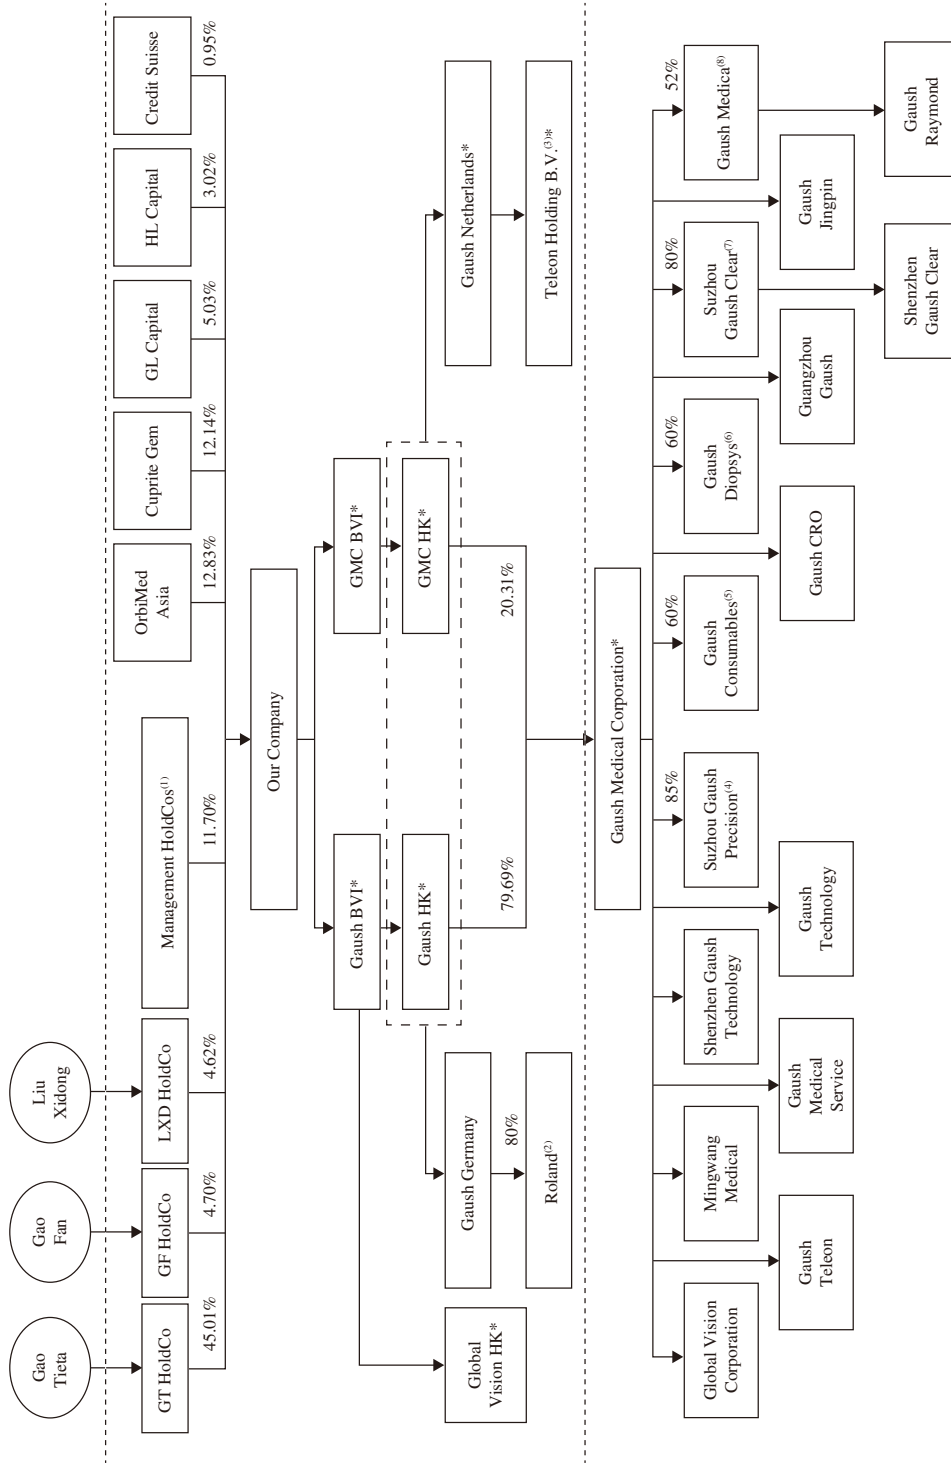 Gao
Tieta
Gao
Fan
Liu
Xidong
GT HoldCo
GF HoldCo
LXD HoldCo
Management HoldCos(1)
OrbiMed
Asia
Cuprite Gem
GL Capital
HL Capital
Credit Suisse
45.01%
4.70%
4.62%
11.70%
12.83%
12.14%
5.03%
3.02%
0.95%
Our Company
Gaush BVI*
GMC BVI*
Gaush HK*
GMC HK*
Global
Vision HK*
Gaush Germany
80%
Roland(2)
79.69%
20.31%
Gaush Netherlands*
Teleon Holding B.V.(3)*
Gaush Medical Corporation*
85%
60%
60%
80%
52%
Global Vision
Corporation
Mingwang
Medical
Shenzhen Gaush
Technology
Suzhou Gaush
Precision(4)
Gaush
Consumables(5)
Gaush
Diopsys(6)
Suzhou
Gaush Clear(7)
Gaush Medica(8)
Gaush
Teleon
Gaush
Medical
Service
Gaush
Technology
Gaush CRO
Guangzhou
Gaush
Gaush
Jingpin
Shenzhen
Gaush Clear
Gaush
Raymond